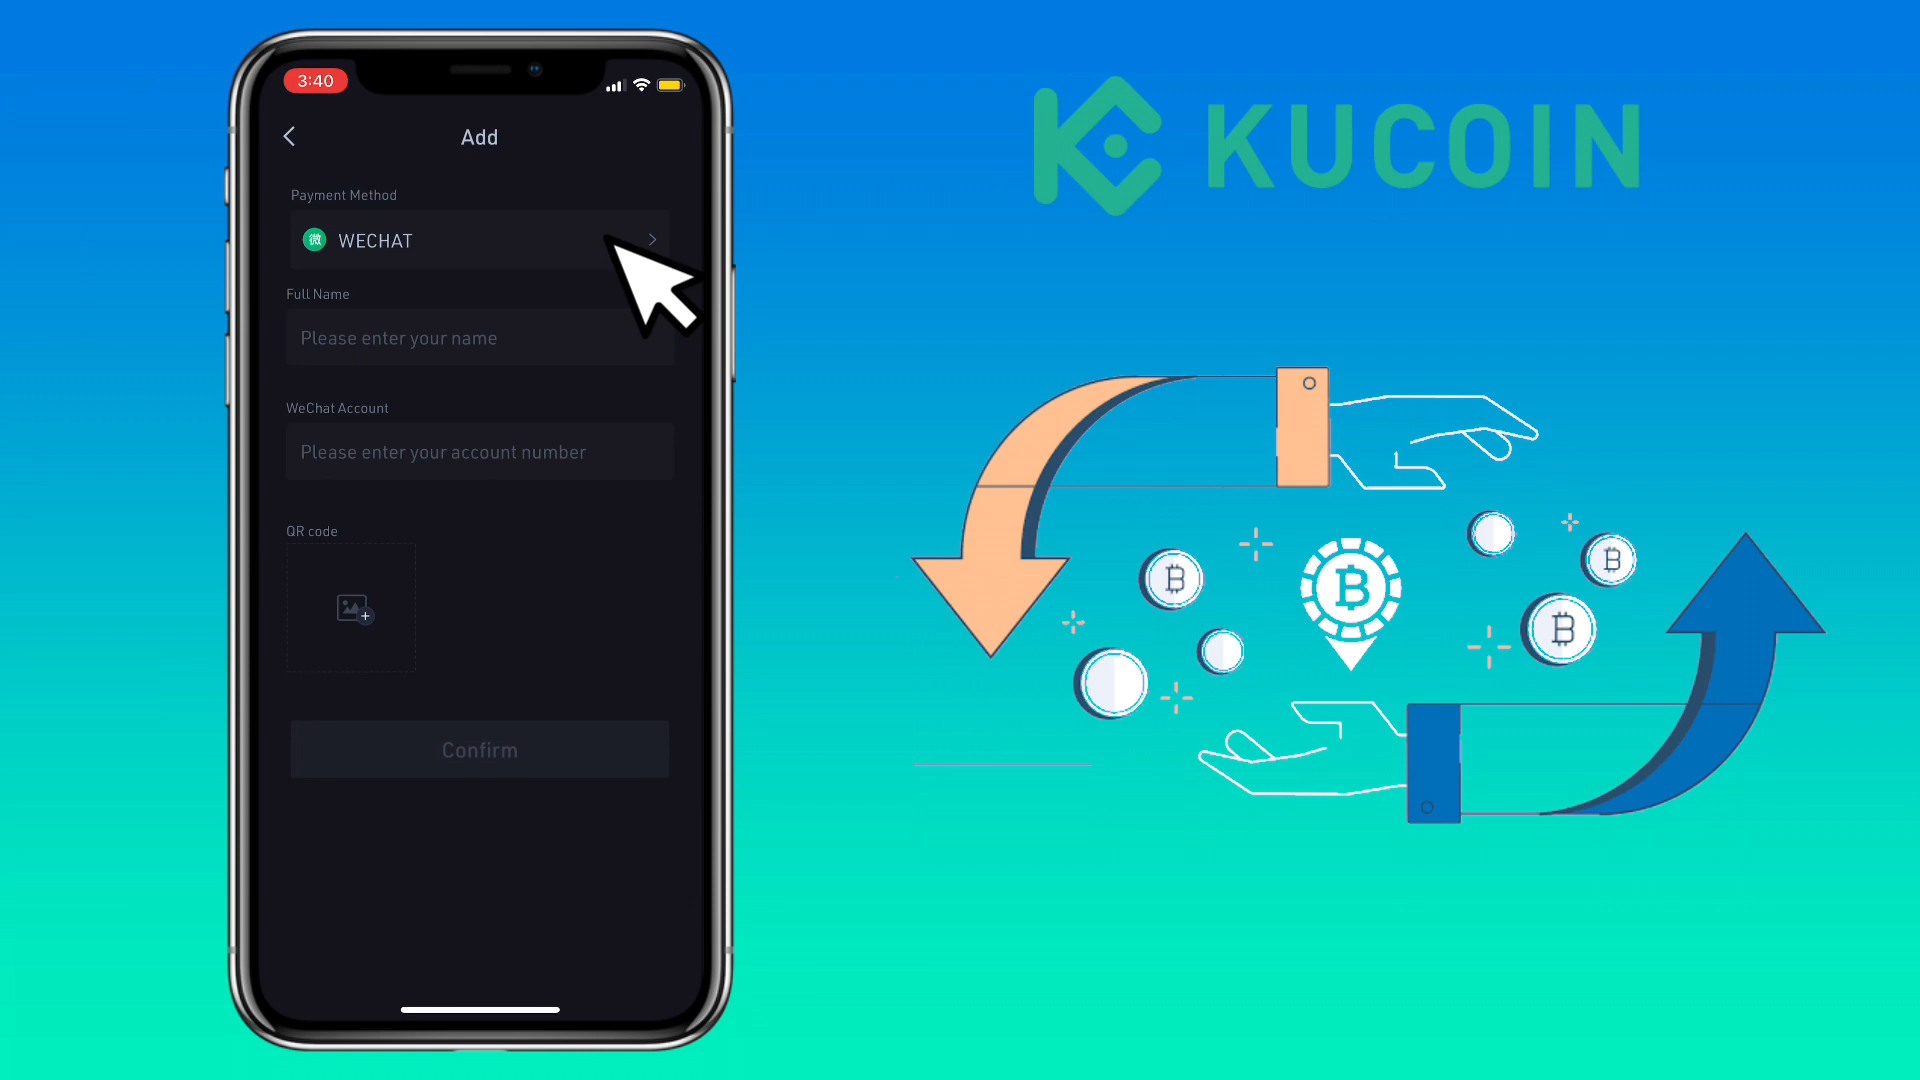 3:40
Add
Payment Method
微 WECHAT
Full Name
Please enter your name
WeChat Account
Please enter your account number
QR code
Confirm
KUCOIN